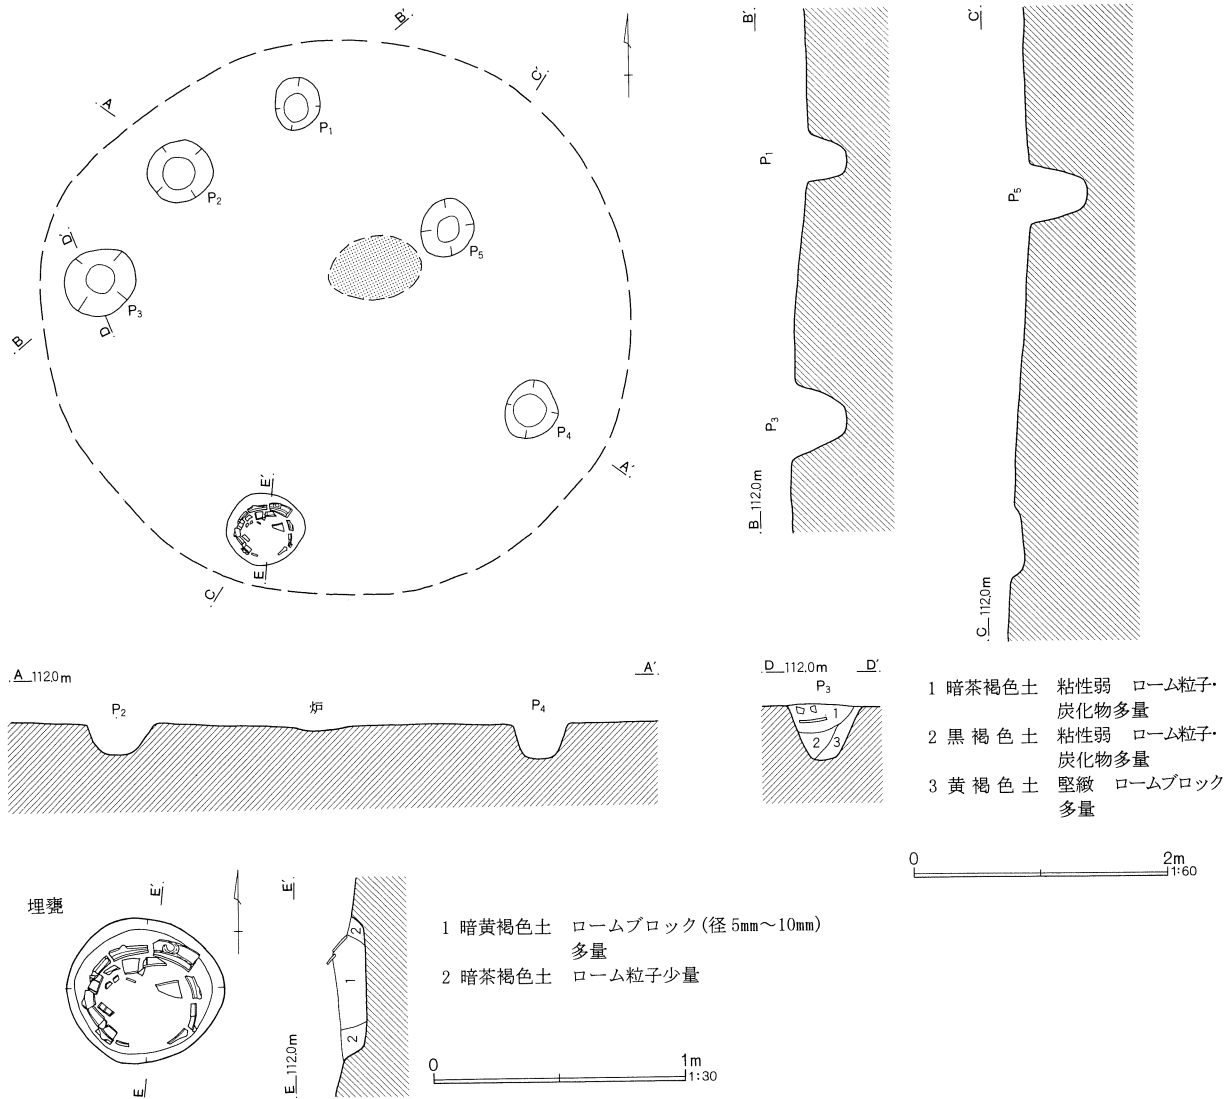 B′
C′
A
P1
P2
D′
P5
P3
D
B
P4
A′
E′
E
C
B′
P1
P3
B 112.0m
C′
P5
C 112.0m
A 112.0m
A′
P2
炉
P4
D 112.0m
D′
P3
1
2
3
1 暗茶褐色土 粘性弱 ローム粒子・
炭化物多量
2 黒褐色土 粘性弱 ローム粒子・
炭化物多量
3 黄褐色土 堅緻 ロームブロック
多量
0
2m
1:60
埋甕
E′
E
E′
2
1
2
E 112.0m
1 暗黄褐色土 ロームブロック(径5mm〜10mm)
多量
2 暗茶褐色土 ローム粒子少量
0
1m
1:30